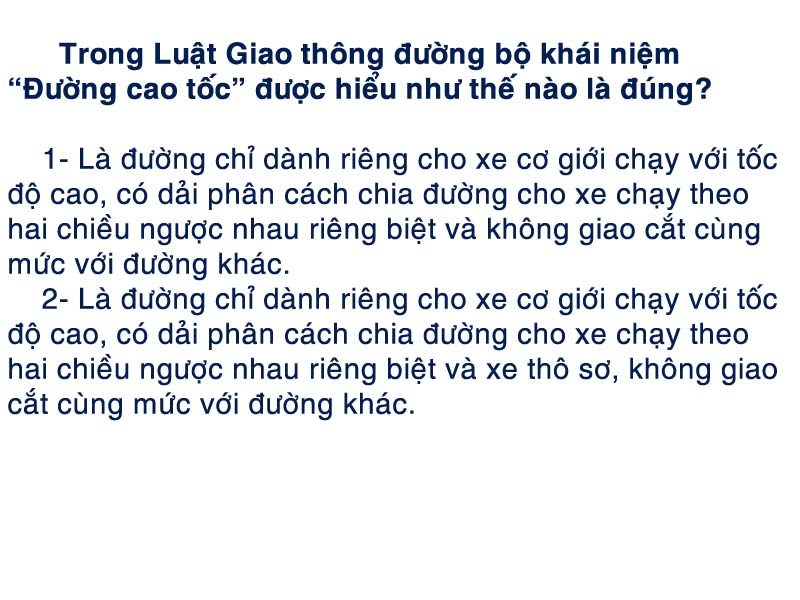 Trong Luật Giao thông đường bộ khái niệm
“Đường cao tốc” được hiểu như thế nào là đúng?
1- Là đường chỉ dành riêng cho xe cơ giới chạy với tốc
độ cao, có dải phân cách chia đường cho xe chạy theo
hai chiều ngược nhau riêng biệt và không giao cắt cùng
mức với đường khác.
2- Là đường chỉ dành riêng cho xe cơ giới chạy với tốc
độ cao, có dải phân cách chia đường cho xe chạy theo
hai chiều ngược nhau riêng biệt và xe thô sơ, không giao
cắt cùng mức với đường khác.